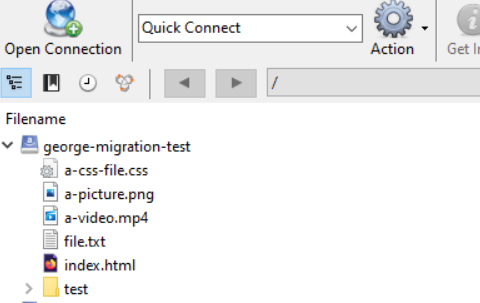 Open Connection
Quick Connect
Action
Get In
/
Filename
george-migration-test
a-css-file.css
a-picture.png
a-video.mp4
file.txt
index.html
test